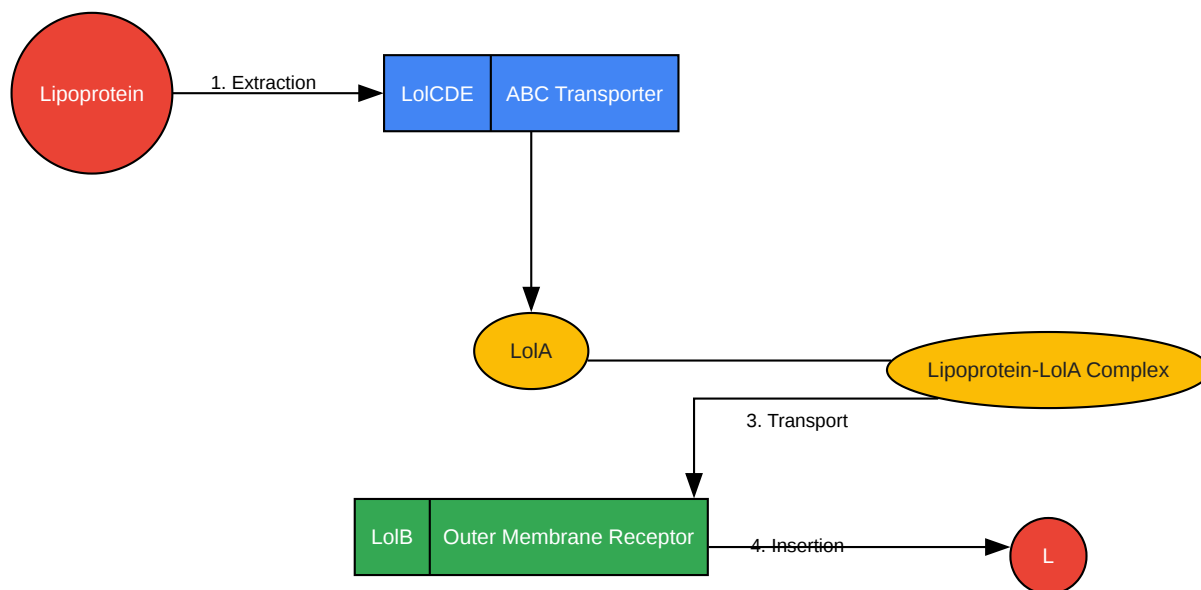 Lipoprotein
1. Extraction
LolCDE
ABC Transporter
LolA
Lipoprotein-LolA Complex
3. Transport
LolB
Outer Membrane Receptor
4. Insertion
L